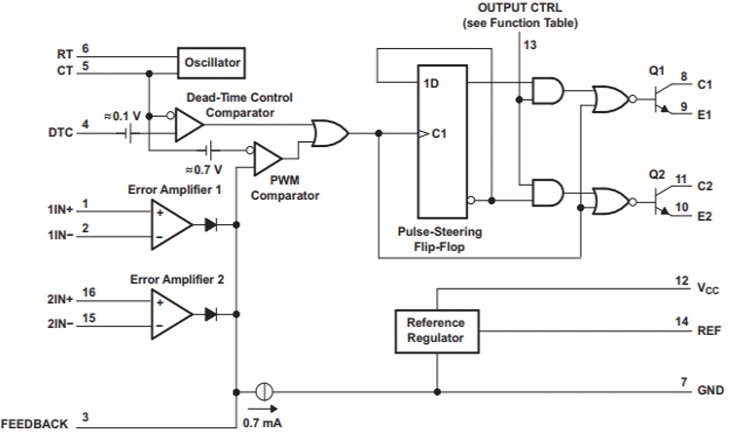 OUTPUT CTRL
(see Function Table)
13
RT 6
CT 5
Oscillator
Dead-Time Control
Comparator
≈0.1 V
DTC 4
≈0.7 V
PWM
Comparator
1D
C1
Pulse-Steering
Flip-Flop
Q1
8 C1
9 E1
Q2
11 C2
10 E2
Error Amplifier 1
1IN+ 1
+
1IN− 2
−
Error Amplifier 2
2IN+ 16
+
2IN− 15
−
12 VCC
Reference
Regulator
14 REF
7 GND
FEEDBACK 3
0.7 mA